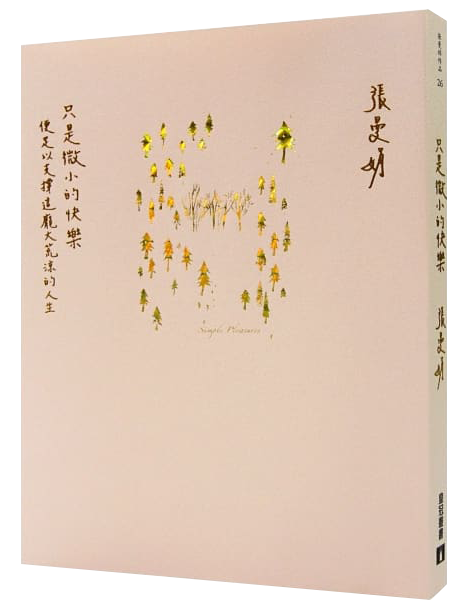 張曼娟
只是微小的快樂
便足以支撐這龐大荒涼的人生
Simple Pleasures
張曼娟作品
26
只是微小的快樂
張曼娟
皇冠叢書